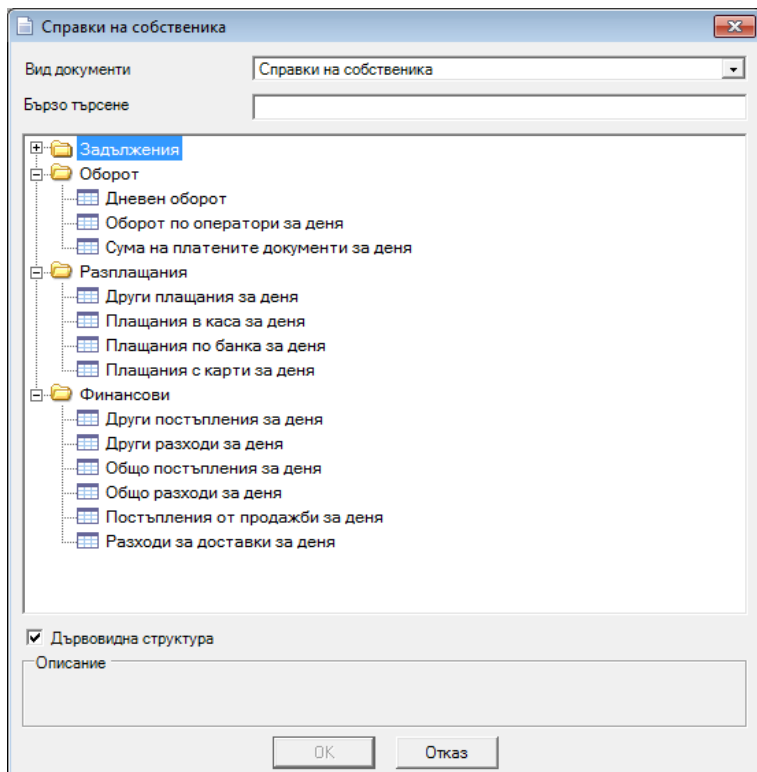 Справки на собственика
Вид документи
Справки на собственика
Бързо търсене
Задължения
Оборот
Дневен оборот
Оборот по оператори за деня
Сума на платените документи за деня
Разплащания
Други плащания за деня
Плащания в каса за деня
Плащания по банка за деня
Плащания с карти за деня
Финансови
Други постъпления за деня
Други разходи за деня
Общо постъпления за деня
Общо разходи за деня
Постъпления от продажби за деня
Разходи за доставки за деня
Дървовидна структура
Описание
OK
Отказ